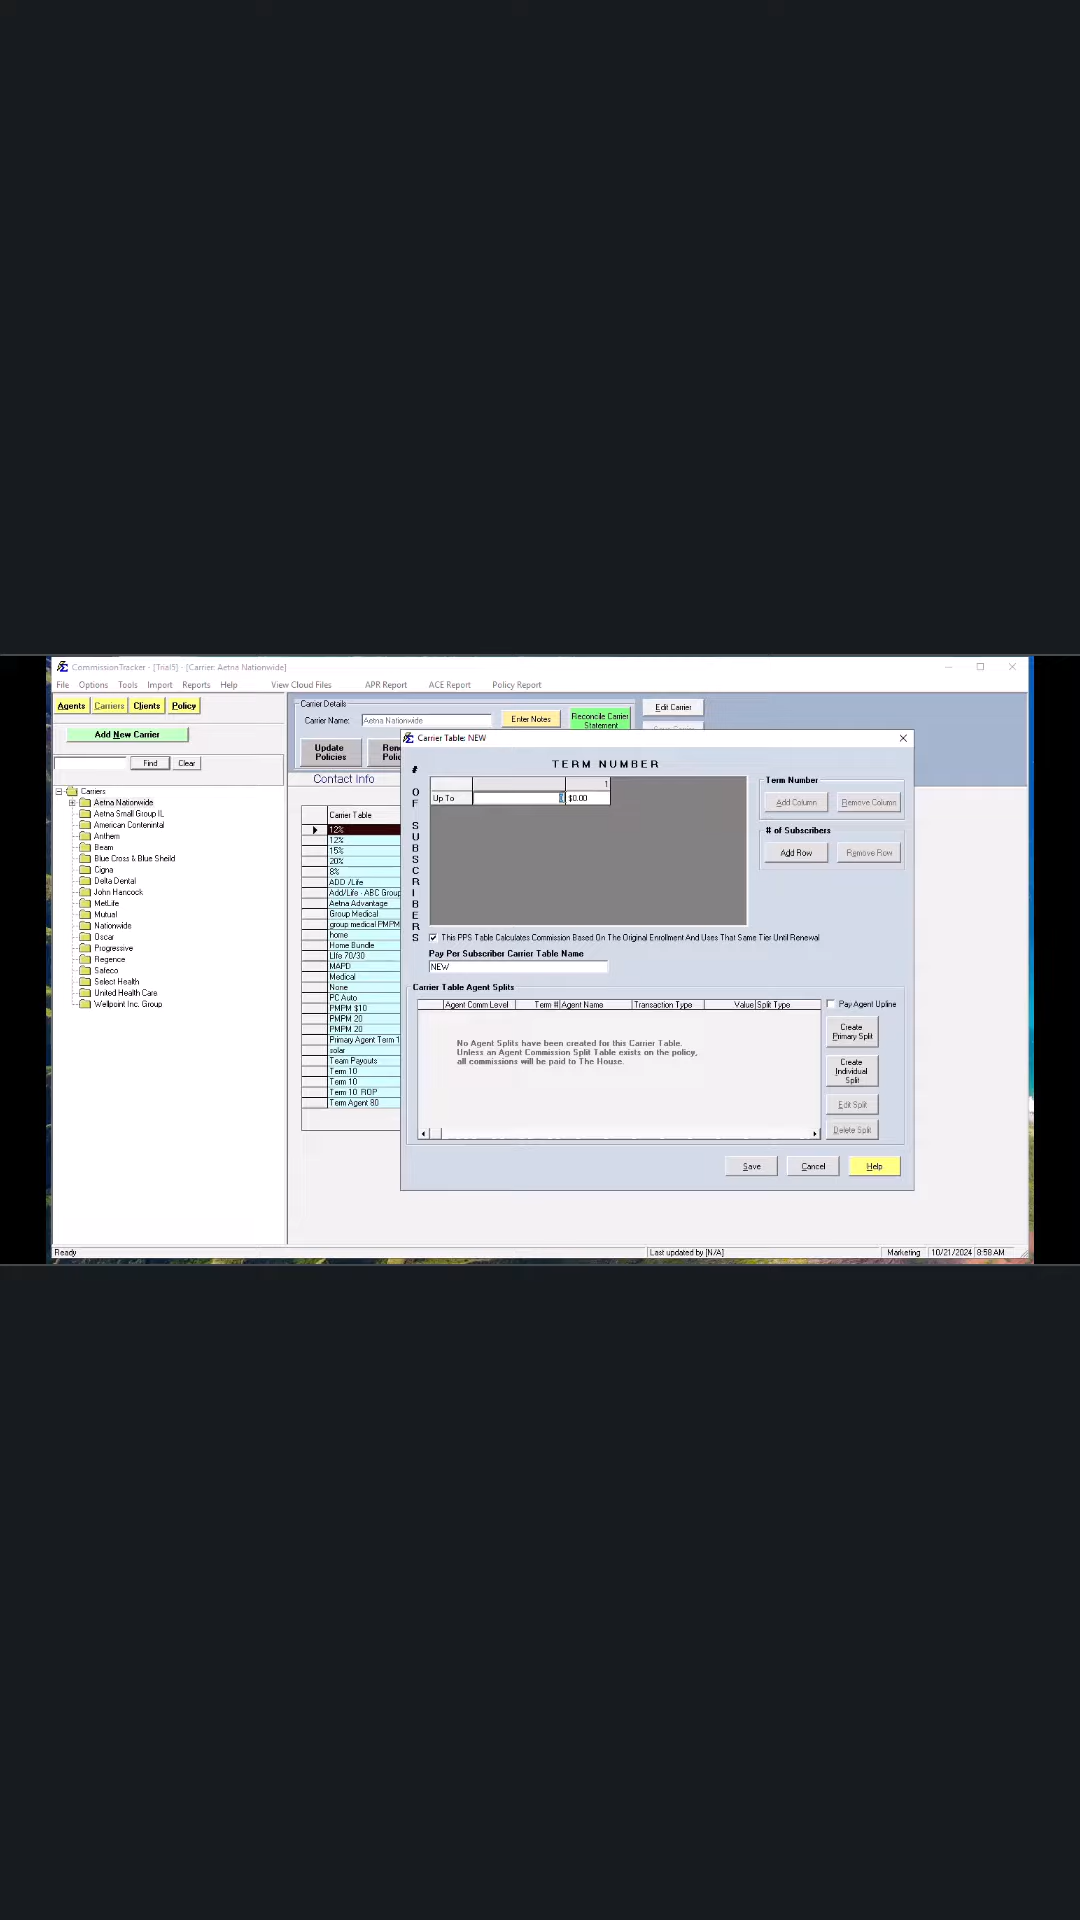 CommissionTracker - [Trial5] - [Carrier: Aetna Nationwide]
File Options Tools Import Reports Help View Cloud Files APR Report ACE Report Policy Report
Agents Carriers Clients Policy
Add New Carrier
Find Clear
Carriers
Aetna Nationwide
Aetna Small Group IL
American Contenintal
Anthem
Beam
Blue Cross & Blue Sheild
Cigna
Delta Dental
John Hancock
MetLife
Mutual
Nationwide
Oscar
Progressive
Regence
Safeco
Select Health
United Health Care
Wellpoint Inc. Group
Carrier Details
Carrier Name: Aetna Nationwide
Enter Notes
Reconcile Carrier
Statement
Edit Carrier
Update
Policies
Contact Info
Carrier Table
12%
12%
15%
20%
8%
ADD /Life
Add/Life - ABC Group
Aetna Advantage
Group Medical
group medical PMPM
home
Home Bundle
LIfe 70/30
MAPD
Medical
None
PC Auto
PMPM $10
PMPM 20
PMPM 20
Primary Agent Term 1
solar
Team Payouts
Term 10
Term 10
Term 10 ROP
Term Agent 80
Carrier Table: NEW
TERM NUMBER
# OF SUBSCRIBERS
1
Up To $0.00
Term Number
Add Column Remove Column
# of Subscribers
Add Row Remove Row
This PPS Table Calculates Commission Based On The Original Enrollment And Uses That Same Tier Until Renewal
Pay Per Subscriber Carrier Table Name
NEW
Carrier Table Agent Splits
Agent Comm Level Term # Agent Name Transaction Type Value Split Type
Pay Agent Upline
No Agent Splits have been created for this Carrier Table.
Unless an Agent Commission Split Table exists on the policy,
all commissions will be paid to The House.
Create
Primary Split
Create
Individual
Split
Edit Split
Delete Split
Save Cancel Help
Ready Last updated by [N/A] Marketing 10/21/2024 8:58 AM